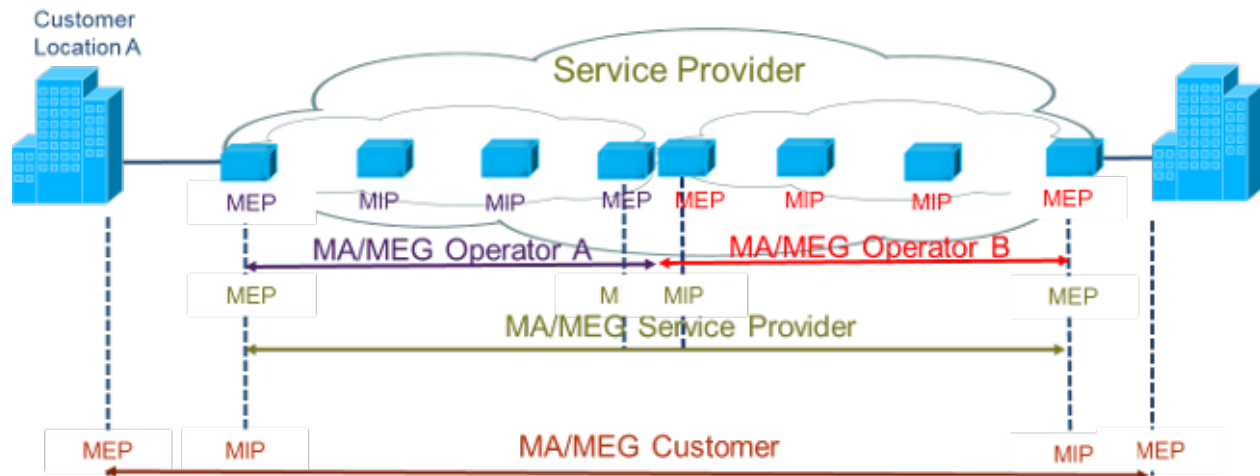 Customer
Location A
Service Provider
MEP MIP MIP MEP MEP MIP MIP MEP
MA/MEG Operator A MA/MEG Operator B
MEP MIP MEP
MA/MEG Service Provider
MEP MIP MA/MEG Customer MIP MEP